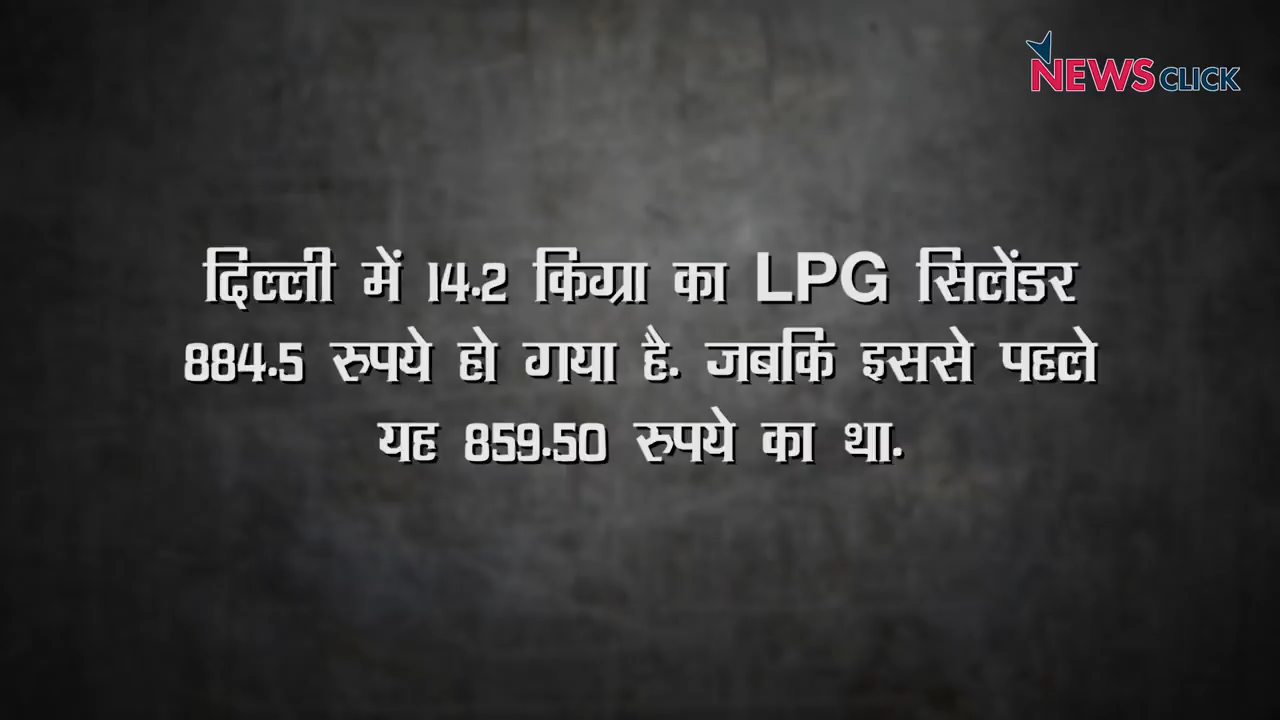 NEWSCLICK
दिल्ली में 14.2 किग्रा का LPG सिलेंडर
884.5 रुपये हो गया है. जबकि इससे पहले
यह 859.50 रुपये का था.